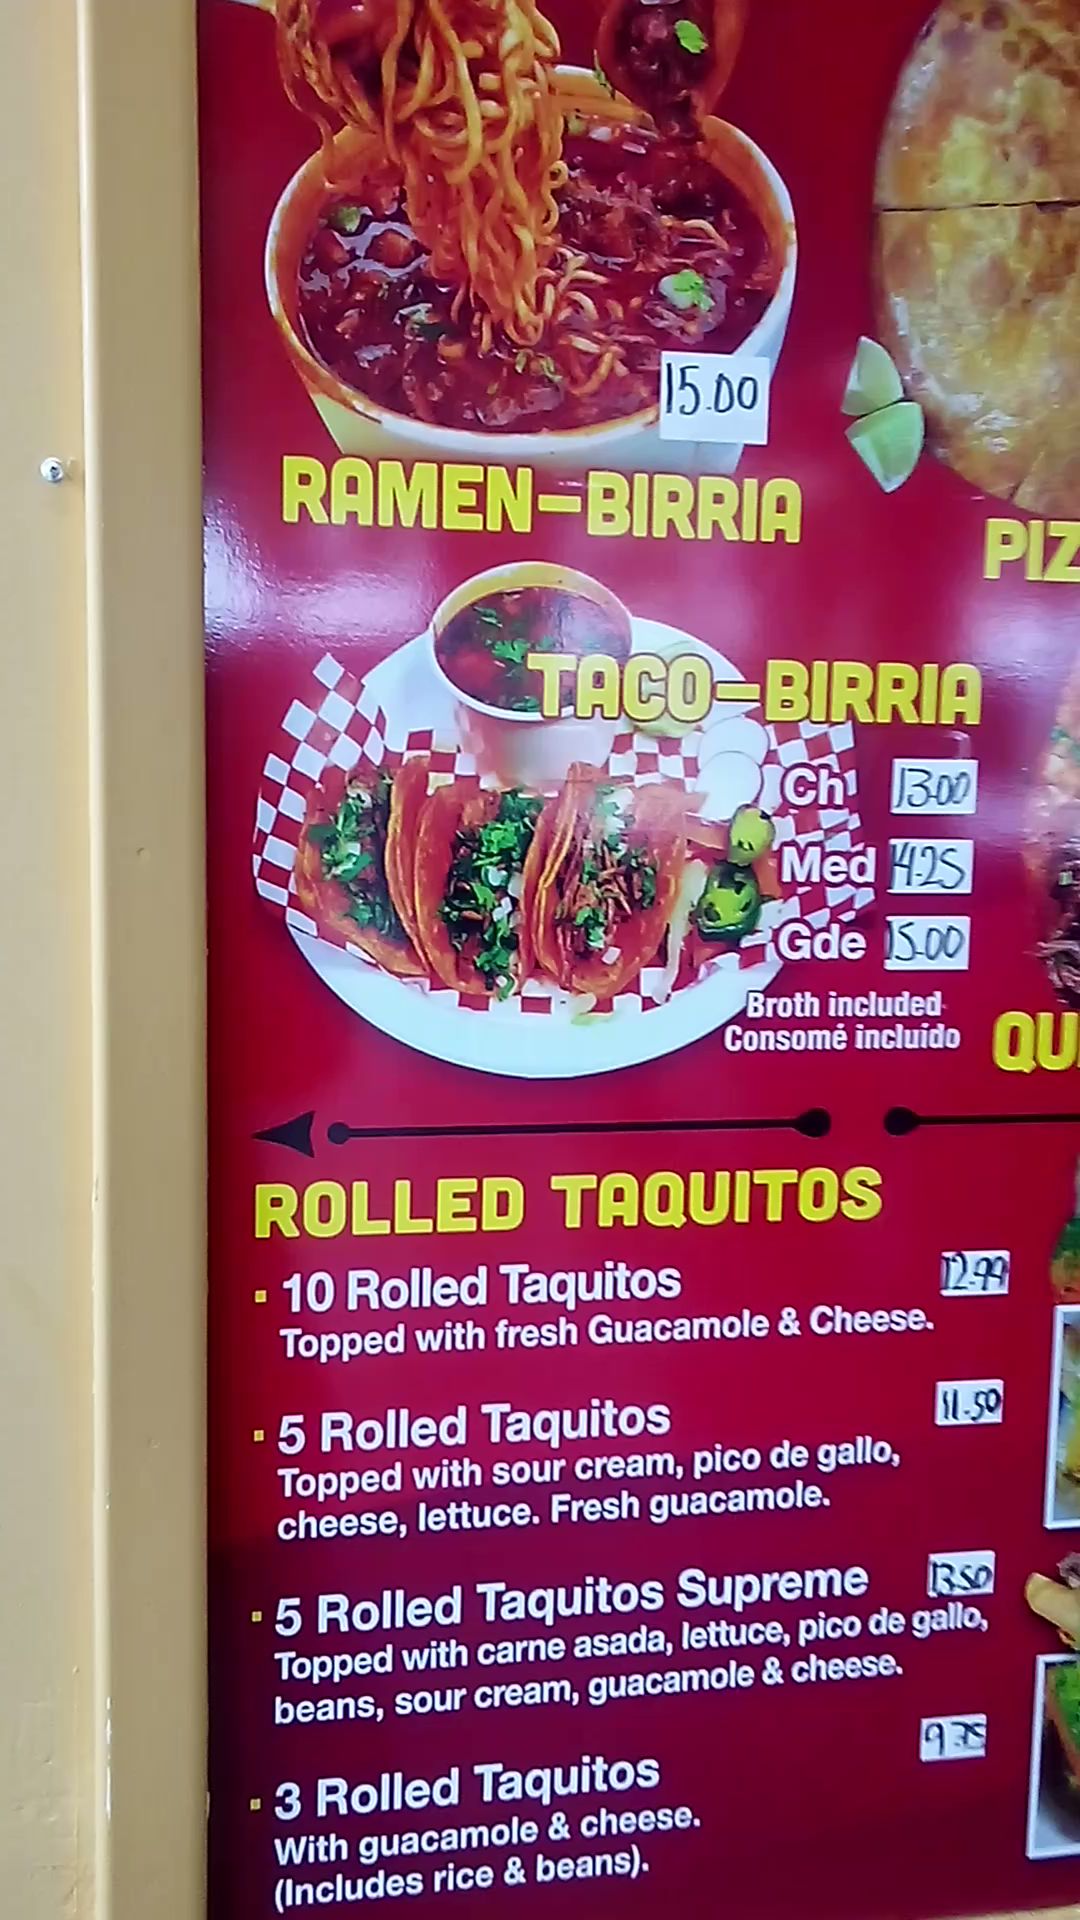 15.00
RAMEN-BIRRIA
PIZ
TACO-BIRRIA
Ch 13.00
Med 14.25
Gde 15.00
Broth included
Consomé incluído
QU
ROLLED TAQUITOS
10 Rolled Taquitos 12.99
Topped with fresh Guacamole & Cheese.
5 Rolled Taquitos 11.50
Topped with sour cream, pico de gallo,
cheese, lettuce. Fresh guacamole.
5 Rolled Taquitos Supreme 13.50
Topped with carne asada, lettuce, pico de gallo,
beans, sour cream, guacamole & cheese.
3 Rolled Taquitos 9.75
With guacamole & cheese.
(Includes rice & beans).